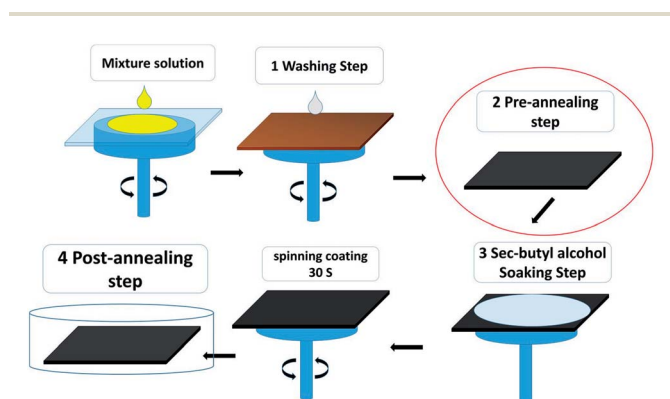 Mixture solution
1 Washing Step
2 Pre-annealing
step
3 Sec-butyl alcohol
Soaking Step
spinning coating
30 S
4 Post-annealing
step